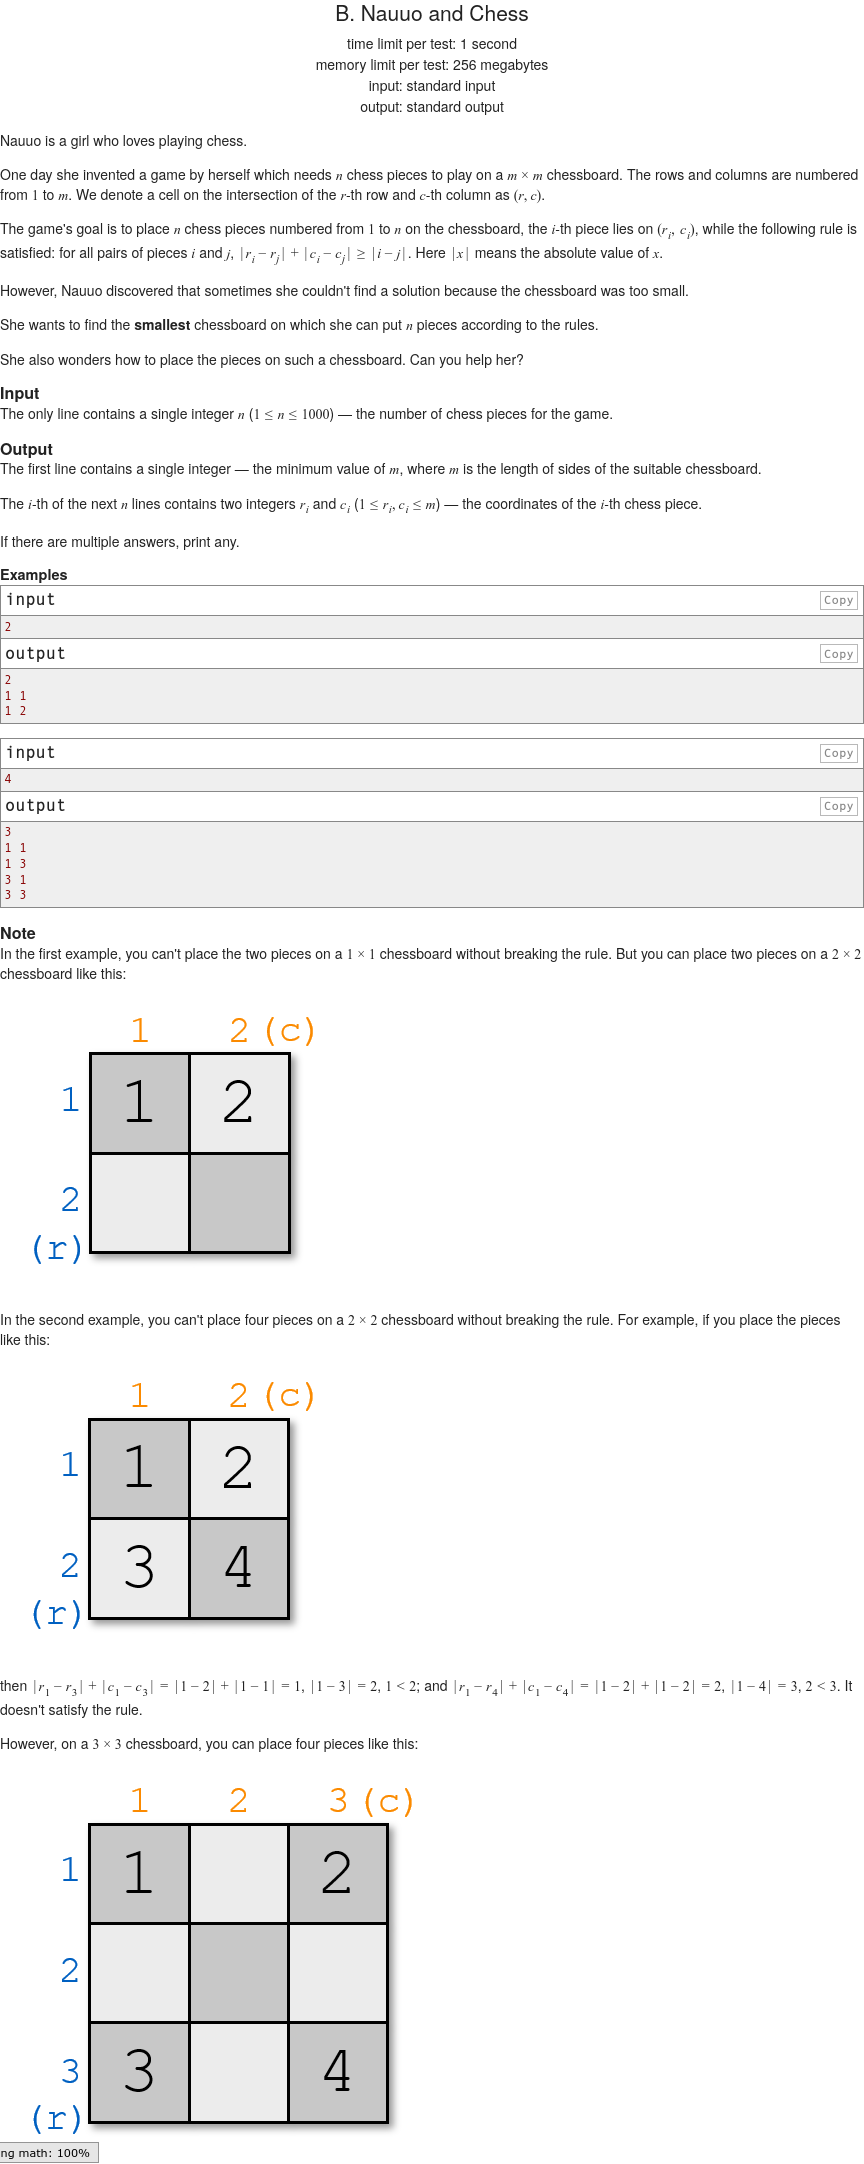 B. Nauuo and Chess
time limit per test: 1 second
memory limit per test: 256 megabytes
input: standard input
output: standard output
Nauuo is a girl who loves playing chess.
One day she invented a game by herself which needs n chess pieces to play on a m × m chessboard. The rows and columns are numbered
from 1 to m. We denote a cell on the intersection of the r-th row and c-th column as (r, c).
The game's goal is to place n chess pieces numbered from 1 to n on the chessboard, the i-th piece lies on (r_i, c_i), while the following rule is
satisfied: for all pairs of pieces i and j, |r_i − r_j| + |c_i − c_j| ≥ |i − j|. Here |x| means the absolute value of x.
However, Nauuo discovered that sometimes she couldn't find a solution because the chessboard was too small.
She wants to find the smallest chessboard on which she can put n pieces according to the rules.
She also wonders how to place the pieces on such a chessboard. Can you help her?
Input
The only line contains a single integer n (1 ≤ n ≤ 1000) — the number of chess pieces for the game.
Output
The first line contains a single integer — the minimum value of m, where m is the length of sides of the suitable chessboard.
The i-th of the next n lines contains two integers r_i and c_i (1 ≤ r_i, c_i ≤ m) — the coordinates of the i-th chess piece.
If there are multiple answers, print any.
Examples
input Copy
2
output Copy
2
1 1
1 2
input Copy
4
output Copy
3
1 1
1 3
3 1
3 3
Note
In the first example, you can't place the two pieces on a 1 × 1 chessboard without breaking the rule. But you can place two pieces on a 2 × 2
chessboard like this:
1 2 (c)
1 1 2
2
(r)
In the second example, you can't place four pieces on a 2 × 2 chessboard without breaking the rule. For example, if you place the pieces
like this:
1 2 (c)
1 1 2
2 3 4
(r)
then |r_1 − r_3| + |c_1 − c_3| = |1 − 2| + |1 − 1| = 1, |1 − 3| = 2, 1 < 2; and |r_1 − r_4| + |c_1 − c_4| = |1 − 2| + |1 − 2| = 2, |1 − 4| = 3, 2 < 3. It
doesn't satisfy the rule.
However, on a 3 × 3 chessboard, you can place four pieces like this:
1 2 3 (c)
1 1 2
2
3 3 4
(r)
ng math: 100%